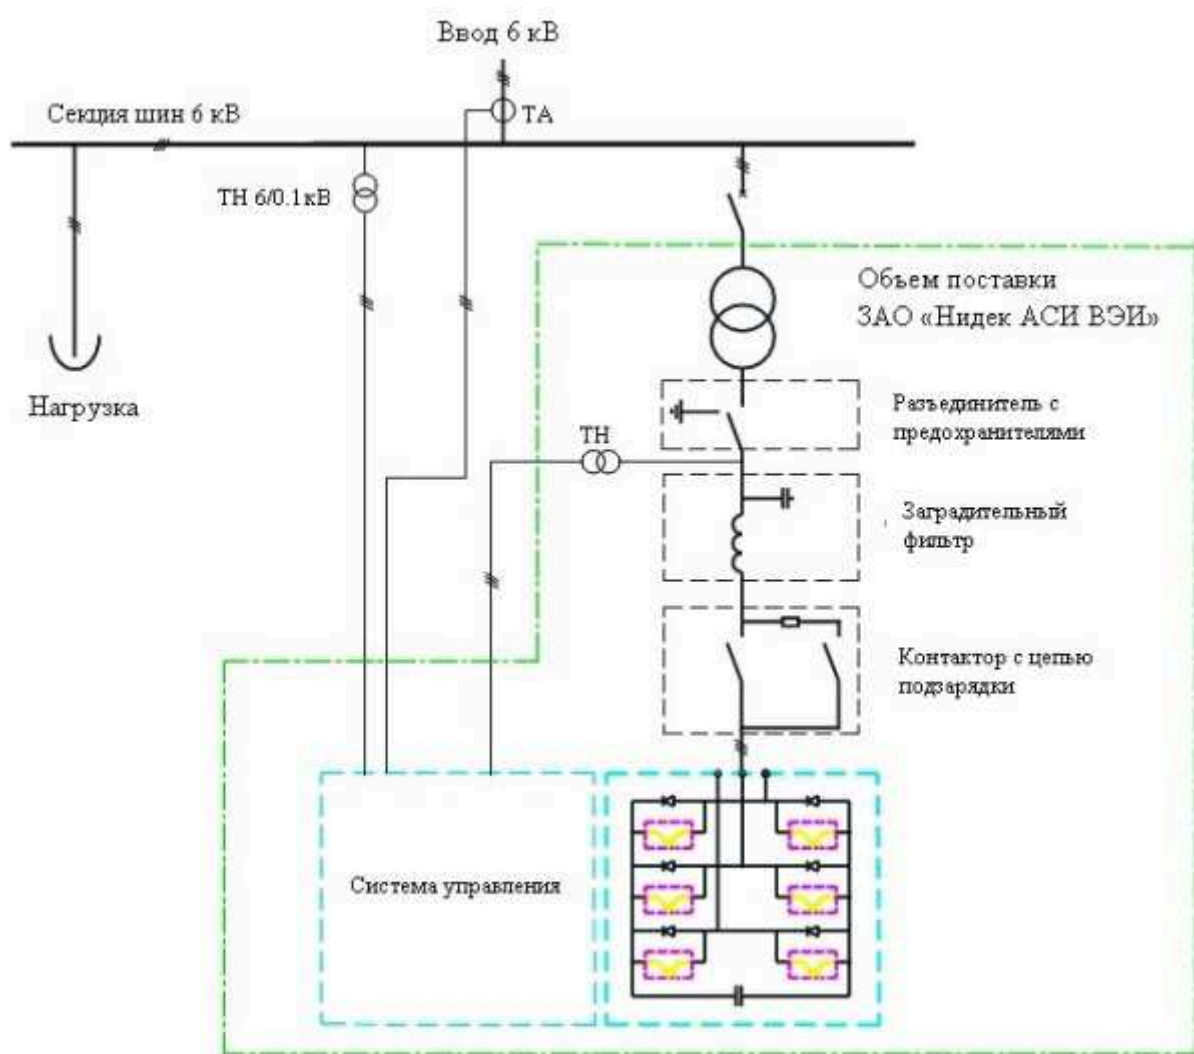 Ввод 6 кВ
Секция шин 6 кВ
ТА
ТН 6/0.1кВ
Объем поставки
ЗАО «Нидек АСИ ВЭИ»
Нагрузка
Разъединитель с
предохранителями
ТН
Заградительный
фильтр
Контактор с цепью
подзарядки
Система управления